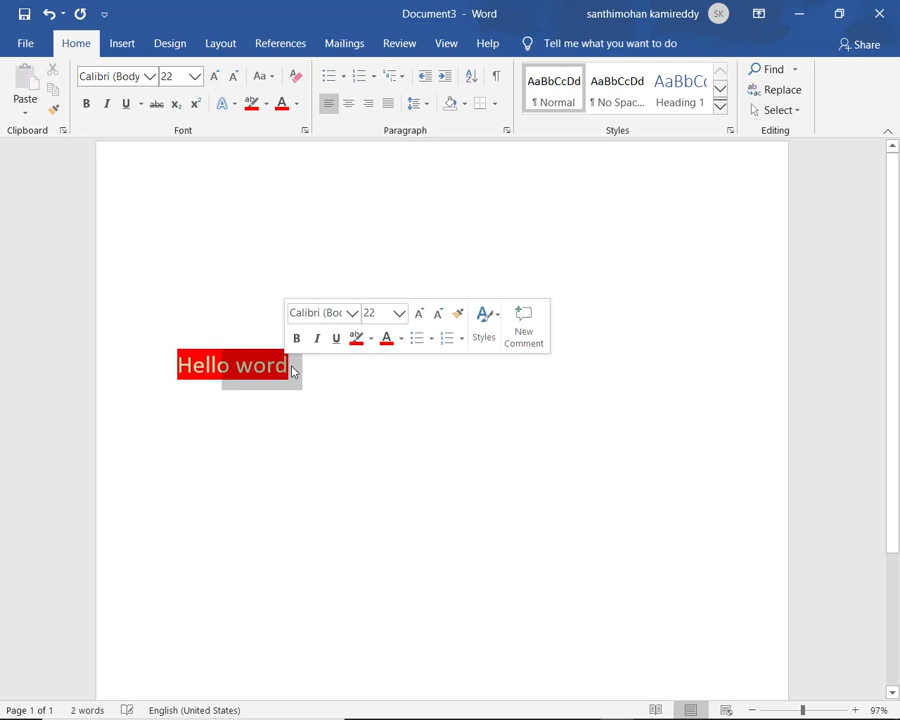 Document3 - Word
santhimohan kamireddy SK
File Home Insert Design Layout References Mailings Review View Help Tell me what you want to do Share
Calibri (Body 22 Aa
Paste
B I U abc X₂ X² A A
Clipboard Font Paragraph Styles Editing
AaBbCcDd AaBbCcDd AaBbCc
¶ Normal ¶ No Spac... Heading 1
Find
Replace
Select
Calibri (Boc 22
B I U A Styles New Comment
Hello word
Page 1 of 1 2 words English (United States) 97%